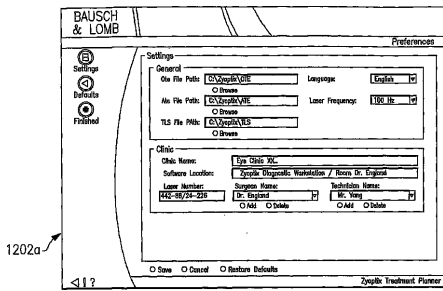 BAUSCH
& LOMB
Preferences
Settings
Defaults
Finished
Settings
General
Ote File Path: C:\Zyoptix\OTE
Browse
Language: English
Ate File Path: C:\Zyoptix\ATE
Browse
Laser Frequency: 100 Hz
TLS File PAth: C:\Zyoptix\TLS
Browse
Clinic
Clinic Name: Eye Clinic XX.
Software Location: Zyoptix Diagnostic Workstation / Room Dr. England
Laser Number: Surgeon Name: Technician Name:
442-88/24-226 Dr. England Mr. Yang
Add Delete Add Delete
Save Cancel Restore Defaults
?
Zyoptix Treatment Planner
1202a